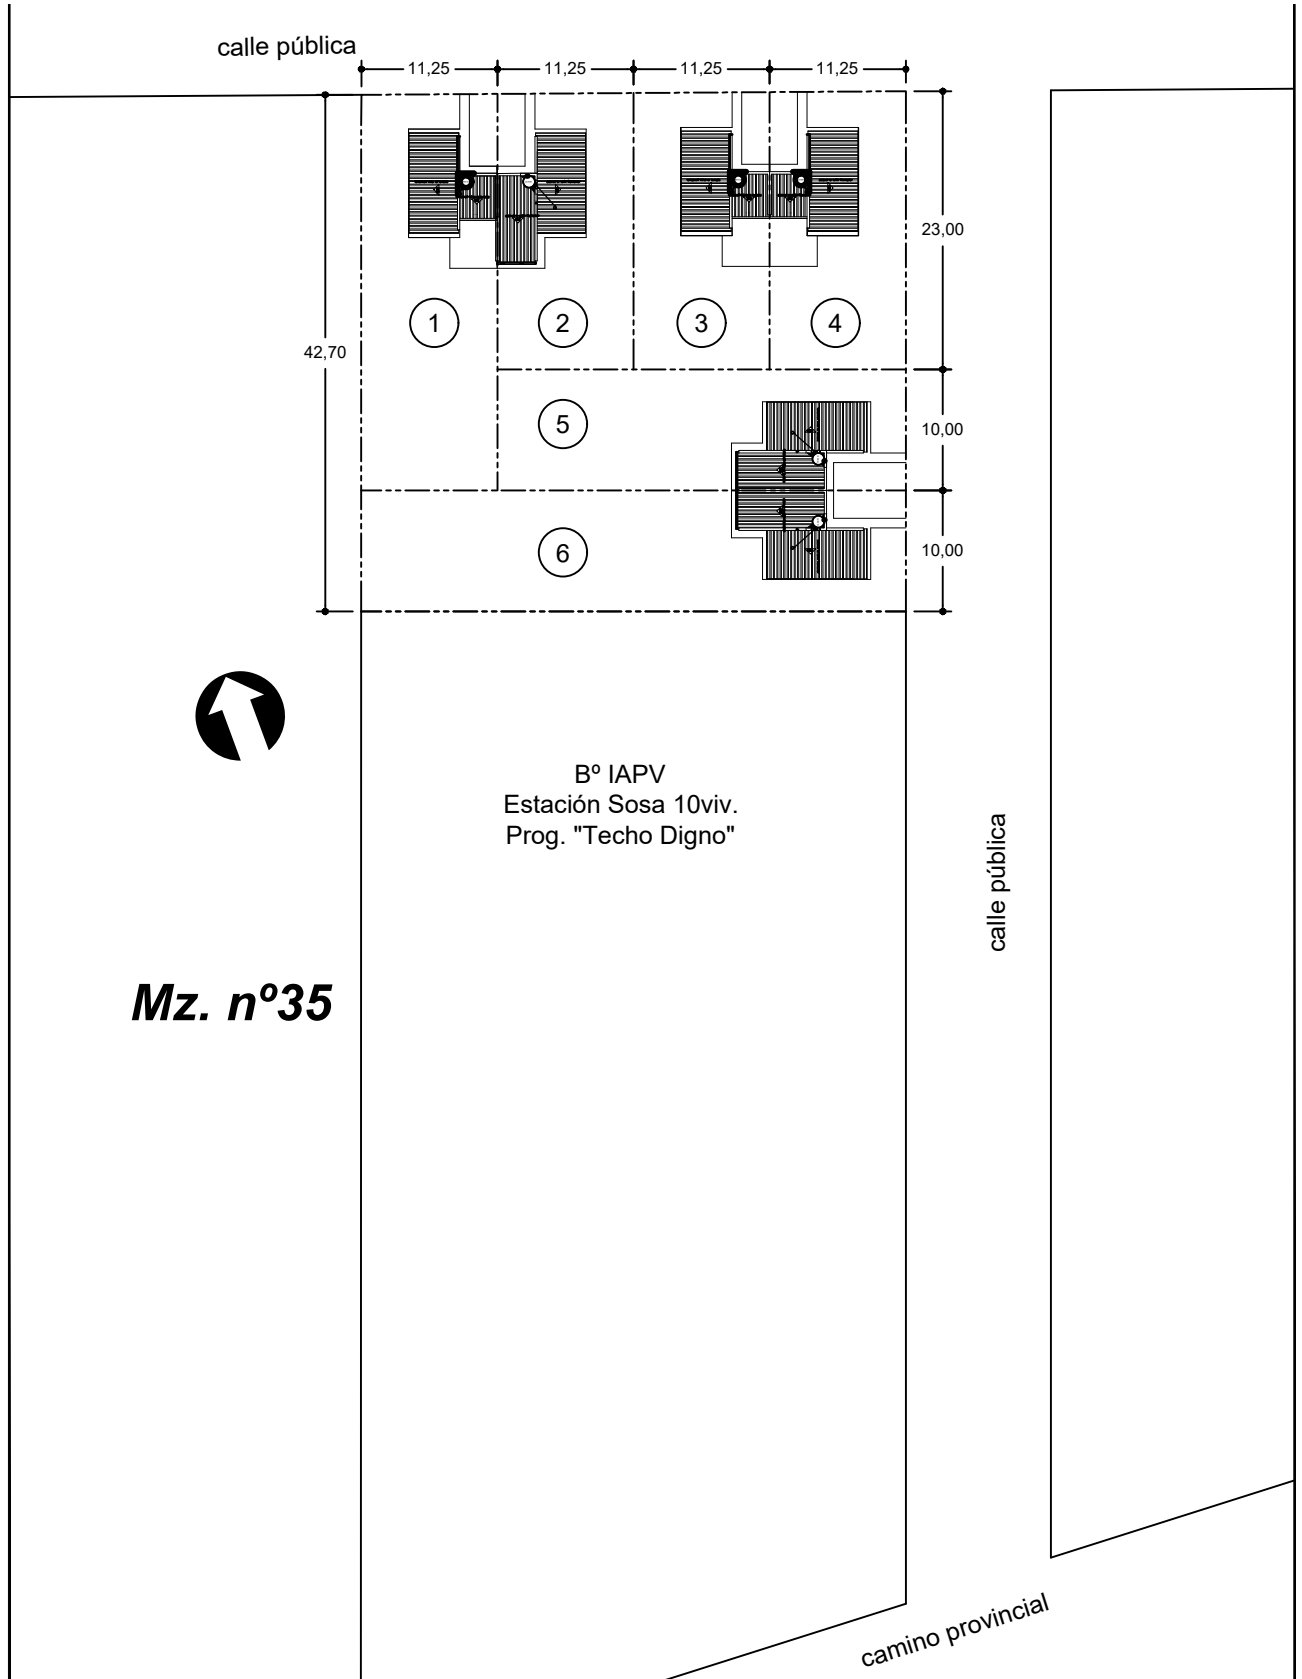 calle pública
11,25
11,25
11,25
11,25
23,00
42,70
1
2
3
4
5
10,00
6
10,00
Bº IAPV
Estación Sosa 10viv.
Prog. "Techo Digno"
calle pública
Mz. nº35
camino provincial